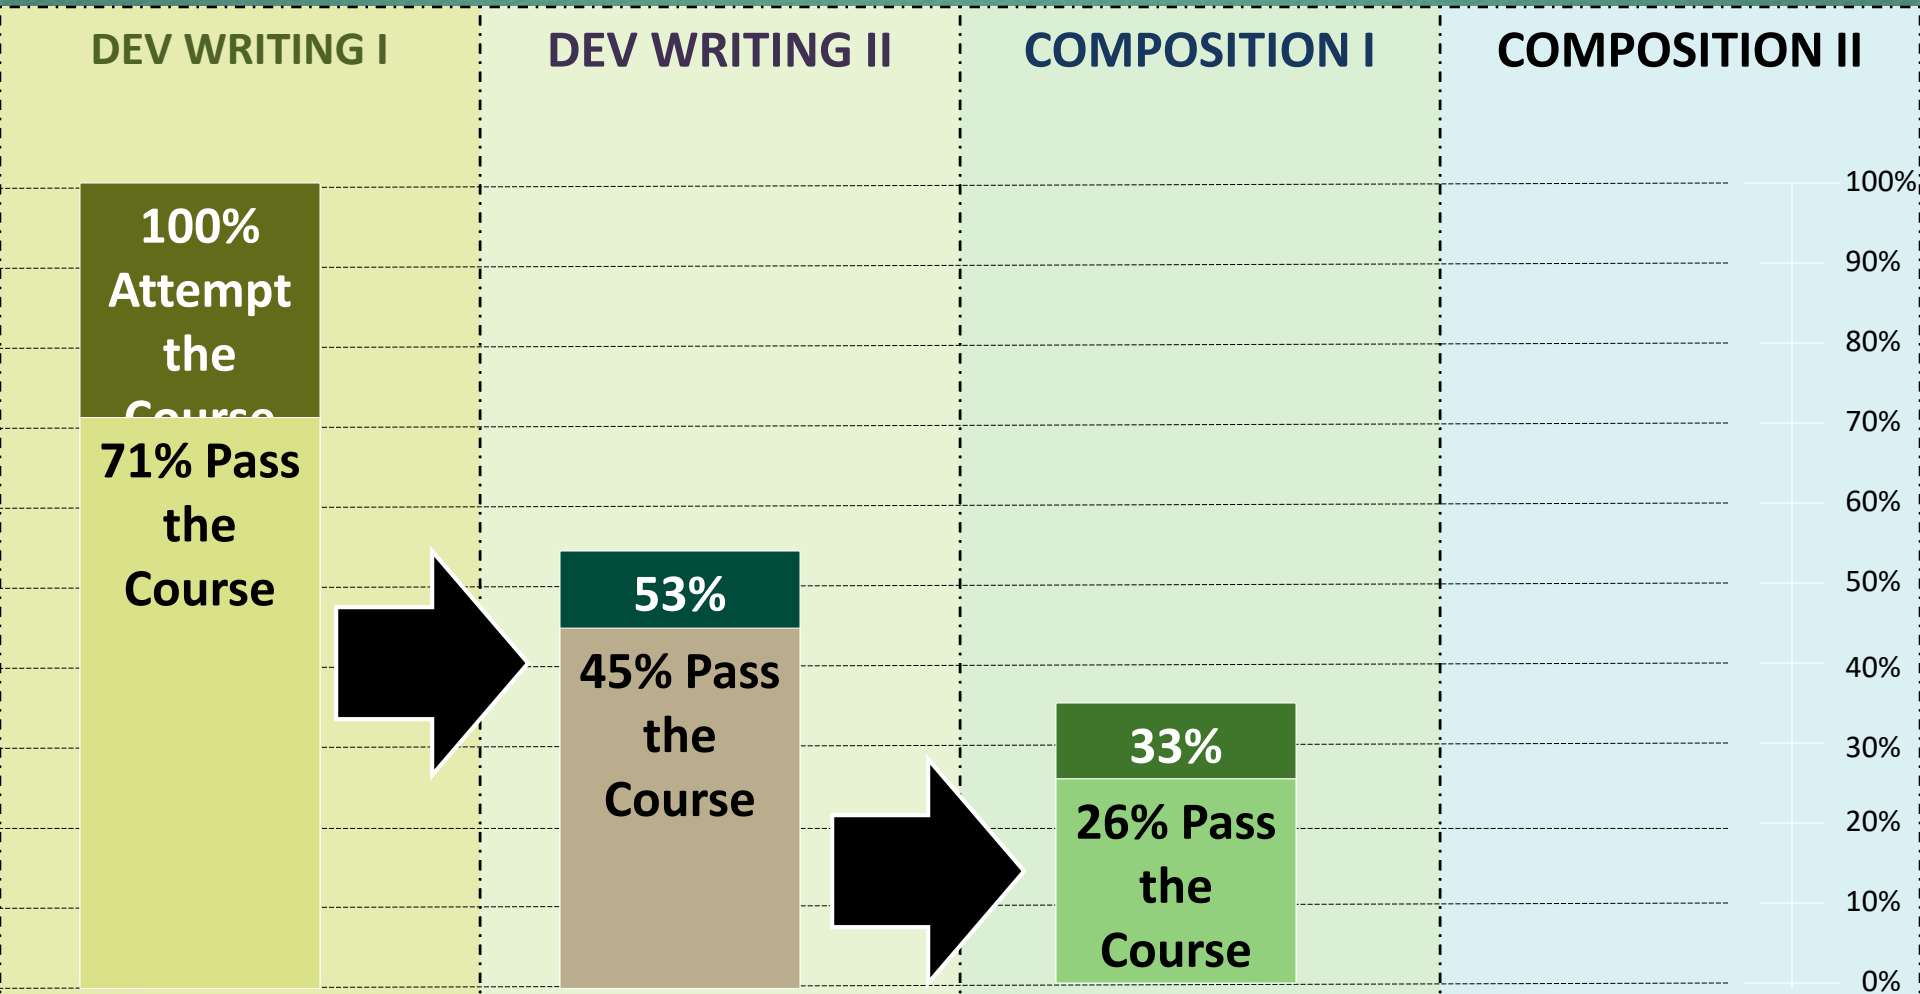 DEV WRITING I
DEV WRITING II
COMPOSITION I
COMPOSITION II
100%
Attempt
the
Course
71% Pass
the
Course
53%
45% Pass
the
Course
33%
26% Pass
the
Course
100%
90%
80%
70%
60%
50%
40%
30%
20%
10%
0%